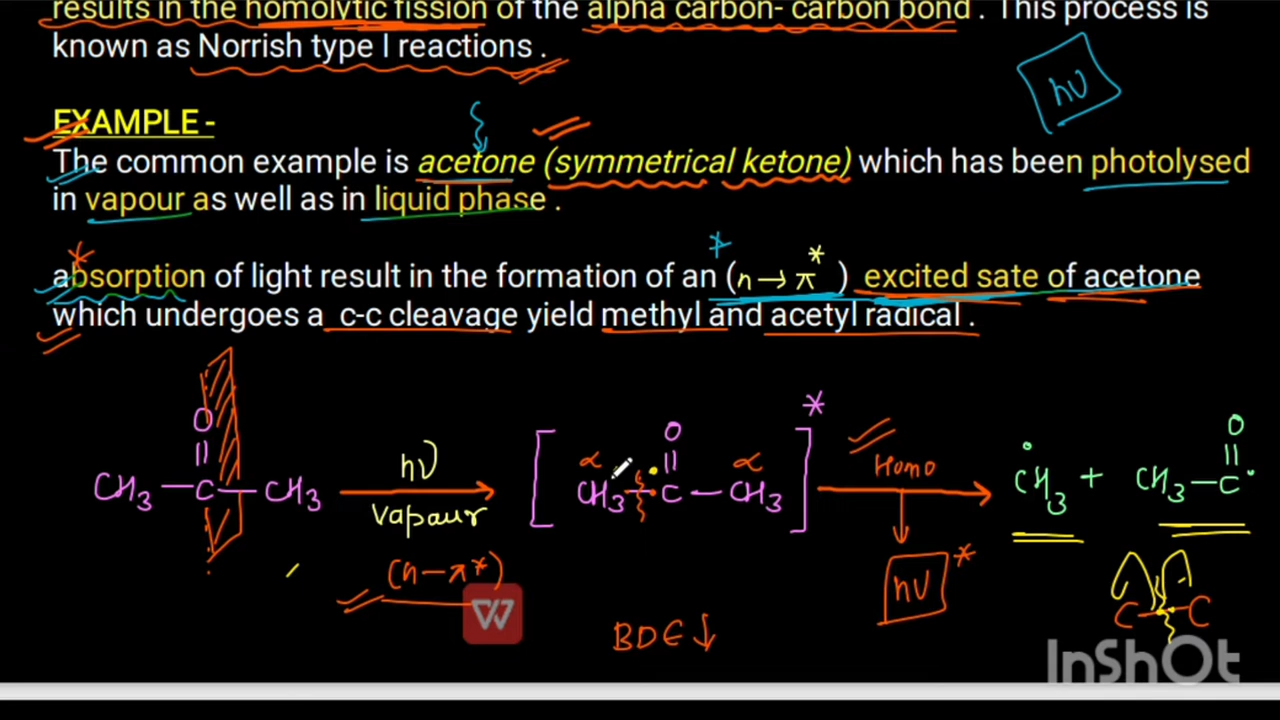 results in the homolytic fission of the alpha carbon- carbon bond . This process is
known as Norrish type I reactions .
hν
EXAMPLE -
The common example is acetone (symmetrical ketone) which has been photolysed
in vapour as well as in liquid phase .
absorption of light result in the formation of an (n→π*) excited sate of acetone
which undergoes a c-c cleavage yield methyl and acetyl radical .
O O * O
|| hν α || α Homo • ||
CH3 — C — CH3 → [ CH3 — C — CH3 ] → CH3 + CH3 — C •
vapaur
(n-π*) hν * C — C
W
BDE ↓
InShOt